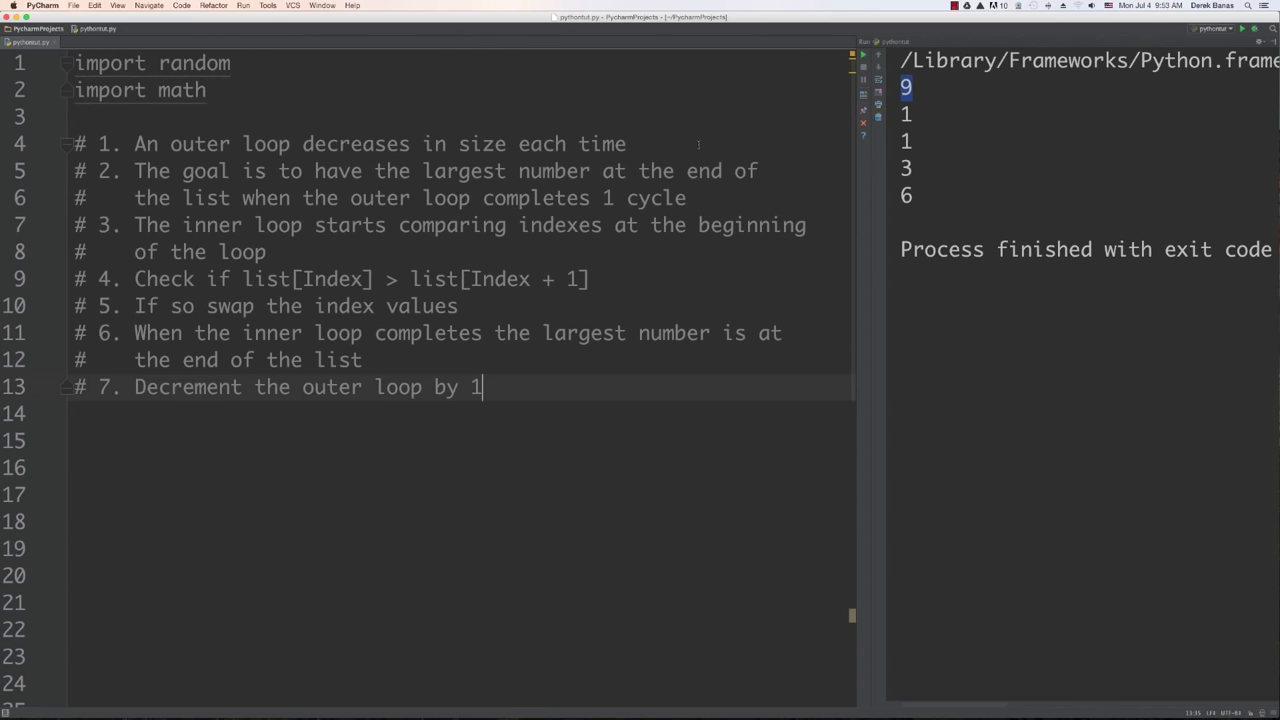 PyCharm File Edit View Navigate Code Refactor Run Tools VCS Window Help
10 Mon Jul 4 9:53 AM Derek Banas
pythontut.py - PycharmProjects - [~/PycharmProjects]
PycharmProjects pythontut.py
pythontut
pythontut.py
Run: pythontut
1 import random
2 import math
3
4 # 1. An outer loop decreases in size each time
5 # 2. The goal is to have the largest number at the end of
6 # the list when the outer loop completes 1 cycle
7 # 3. The inner loop starts comparing indexes at the beginning
8 # of the loop
9 # 4. Check if list[Index] > list[Index + 1]
10 # 5. If so swap the index values
11 # 6. When the inner loop completes the largest number is at
12 # the end of the list
13 # 7. Decrement the outer loop by 1
14
15
16
17
18
19
20
21
22
23
24
/Library/Frameworks/Python.frame
9
1
1
3
6
Process finished with exit code
13:35 LF÷ UTF-8÷